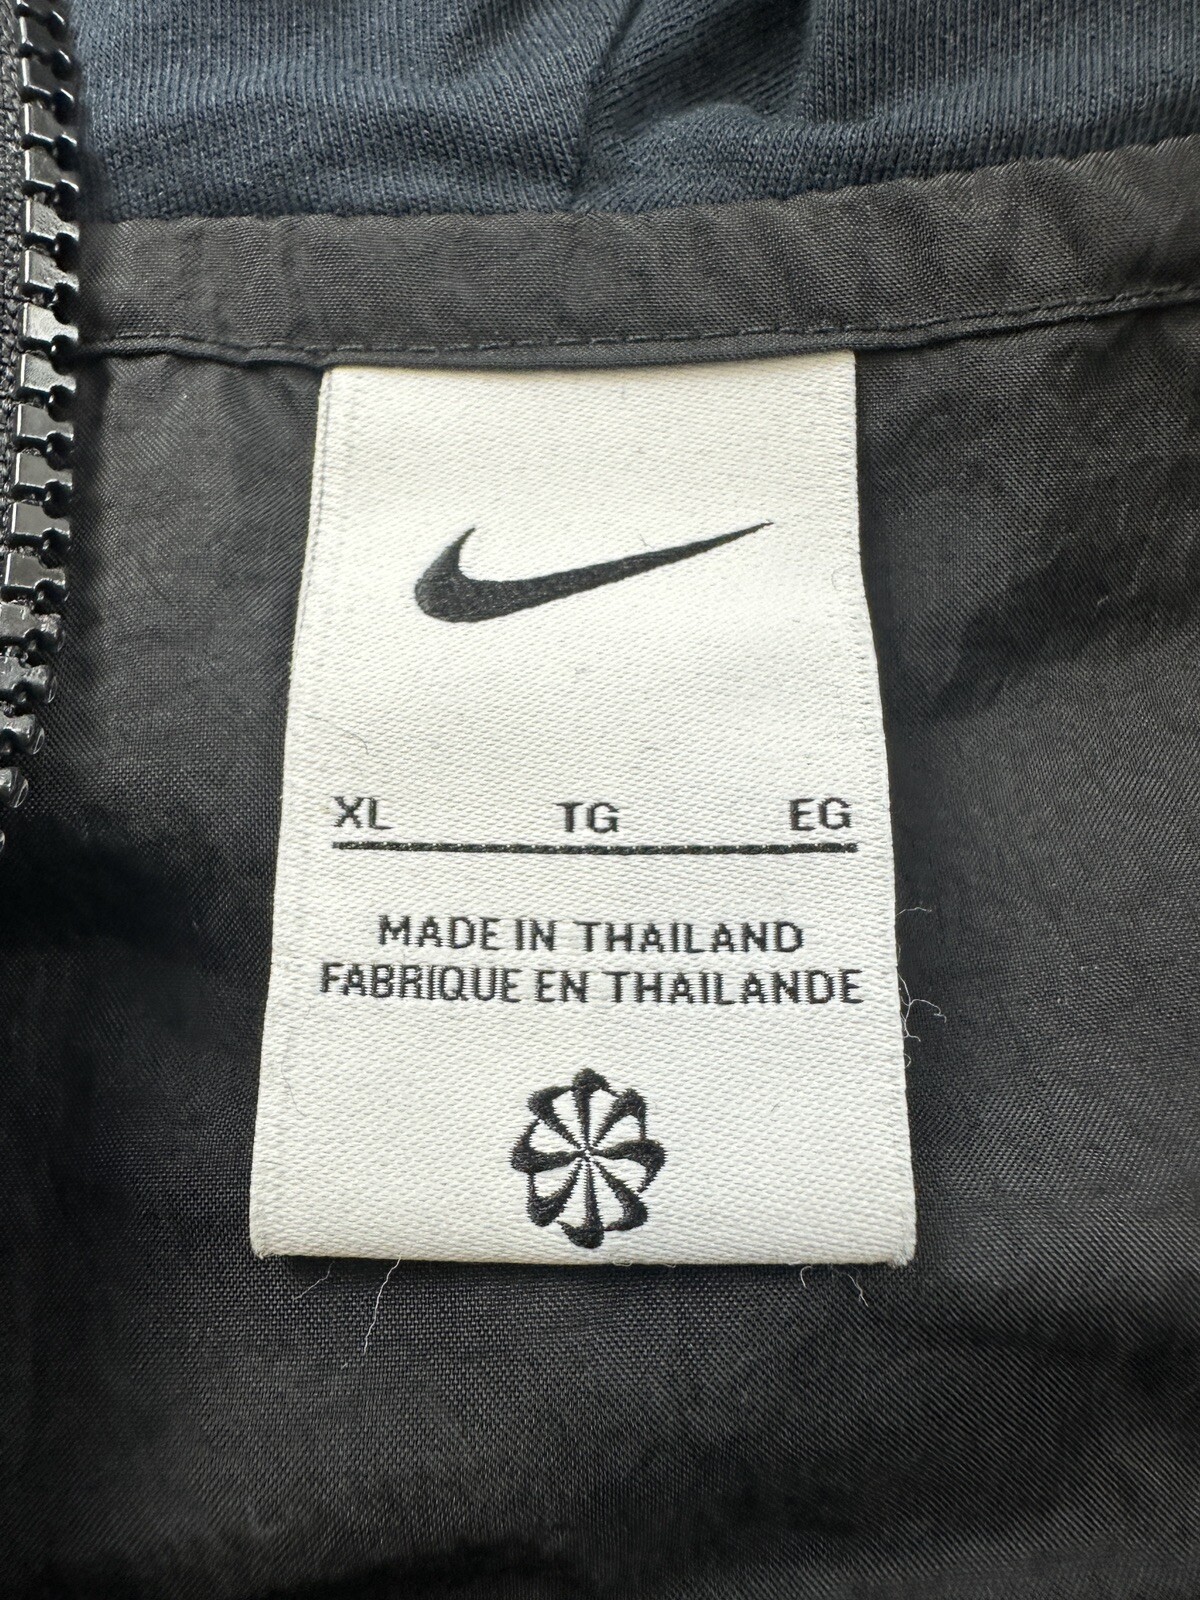 XL TG EG
MADE IN THAILAND
FABRIQUE EN THAILANDE